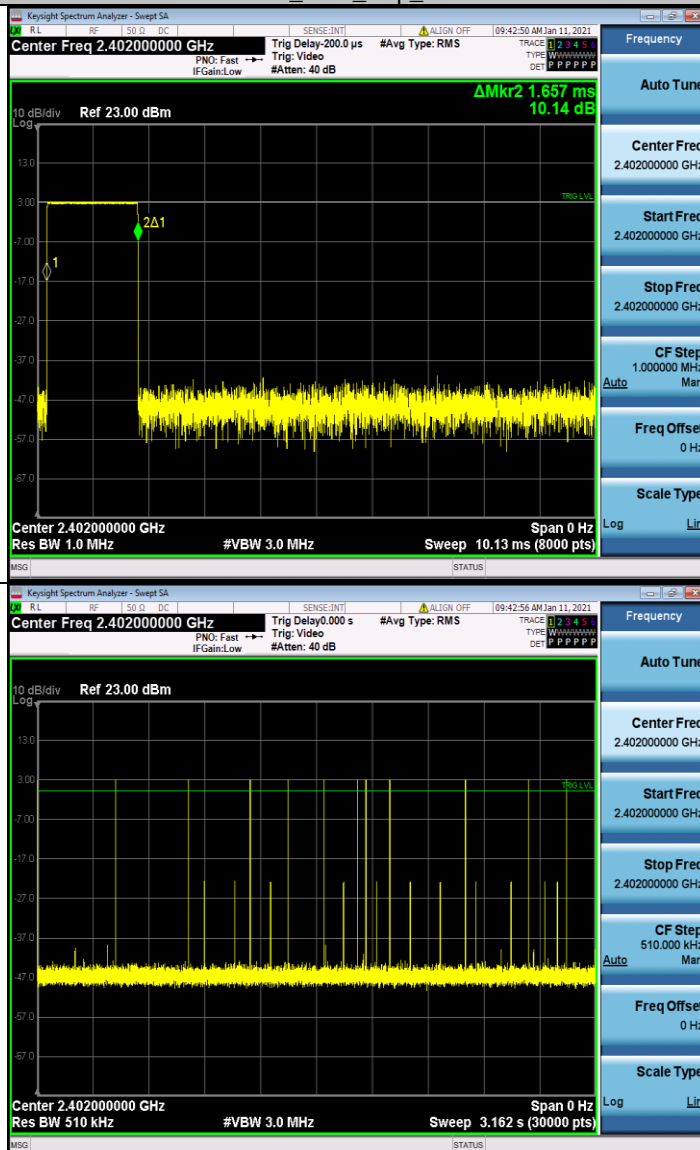 Keysight Spectrum Analyzer - Swept SA
RL RF 50 Ω DC SENSE:INT ALIGN OFF 09:42:50 AM Jan 11, 2021
Center Freq 2.402000000 GHz Trig Delay-200.0 µs #Avg Type: RMS TRACE 1 2 3 4 5 6 Frequency
PNO: Fast Trig: Video TYPE WWWWWW
IFGain:Low #Atten: 40 dB DET P P P P P P
Auto Tune
ΔMkr2 1.657 ms
10 dB/div Ref 23.00 dBm 10.14 dB
Log
Center Freq
2.402000000 GHz
13.0
3.00 TRIG LVL
Start Freq
2.402000000 GHz
2Δ1
-7.00
1
-17.0
Stop Freq
2.402000000 GHz
-27.0
-37.0
CF Step
1.000000 MHz
Auto Man
-47.0
-57.0
Freq Offset
0 Hz
-67.0
Scale Type
Log Lin
Center 2.402000000 GHz Span 0 Hz
Res BW 1.0 MHz #VBW 3.0 MHz Sweep 10.13 ms (8000 pts)
MSG STATUS
Keysight Spectrum Analyzer - Swept SA
RL RF 50 Ω DC SENSE:INT ALIGN OFF 09:42:56 AM Jan 11, 2021
Center Freq 2.402000000 GHz Trig Delay0.000 s #Avg Type: RMS TRACE 1 2 3 4 5 6 Frequency
PNO: Fast Trig: Video TYPE WWWWWW
IFGain:Low #Atten: 40 dB DET P P P P P P
Auto Tune
10 dB/div Ref 23.00 dBm
Log
Center Freq
2.402000000 GHz
13.0
3.00 TRIG LVL
Start Freq
2.402000000 GHz
-7.00
-17.0
Stop Freq
2.402000000 GHz
-27.0
-37.0
CF Step
510.000 kHz
Auto Man
-47.0
-57.0
Freq Offset
0 Hz
-67.0
Scale Type
Log Lin
Center 2.402000000 GHz Span 0 Hz
Res BW 510 kHz #VBW 3.0 MHz Sweep 3.162 s (30000 pts)
MSG STATUS